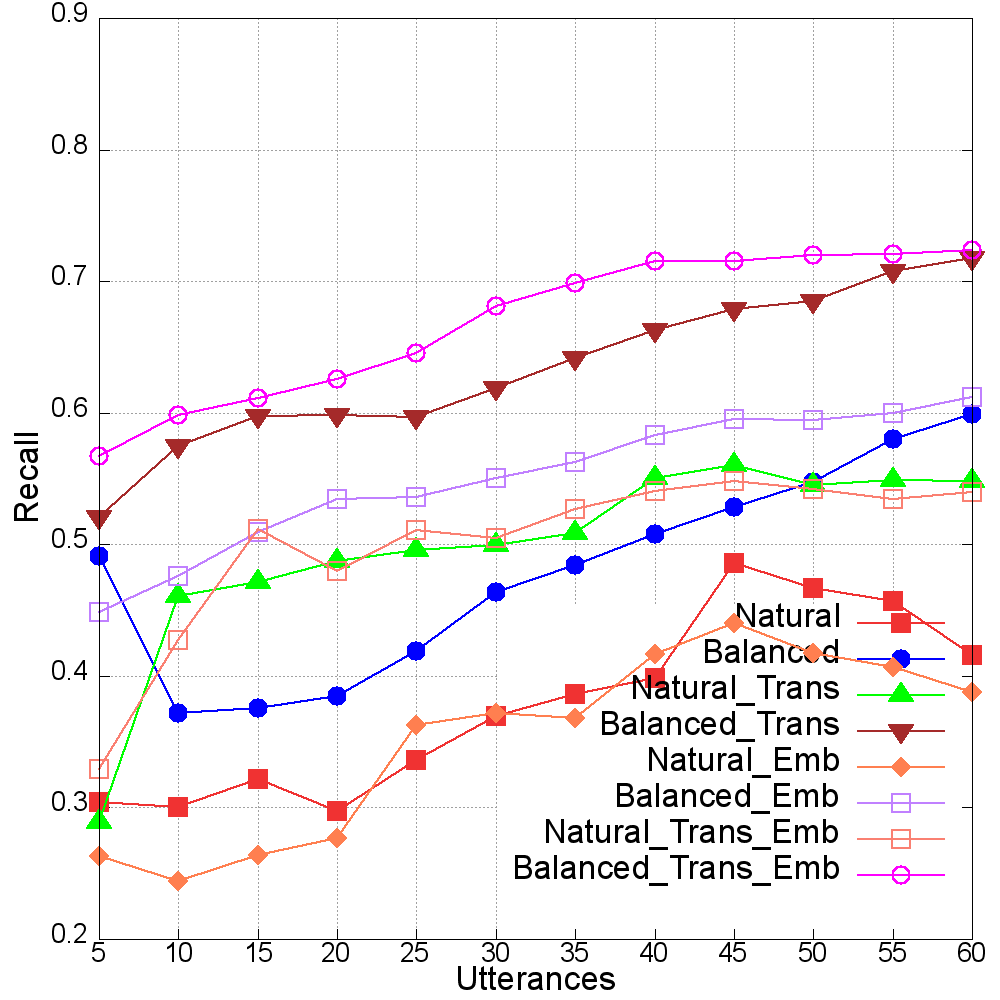 0.9
0.8
0.7
0.6
0.5
0.4
0.3
0.2
Recall
Natural
Balanced
Natural_Trans
Balanced_Trans
Natural_Emb
Balanced_Emb
Natural_Trans_Emb
Balanced_Trans_Emb
5 10 15 20 25 30 35 40 45 50 55 60
Utterances